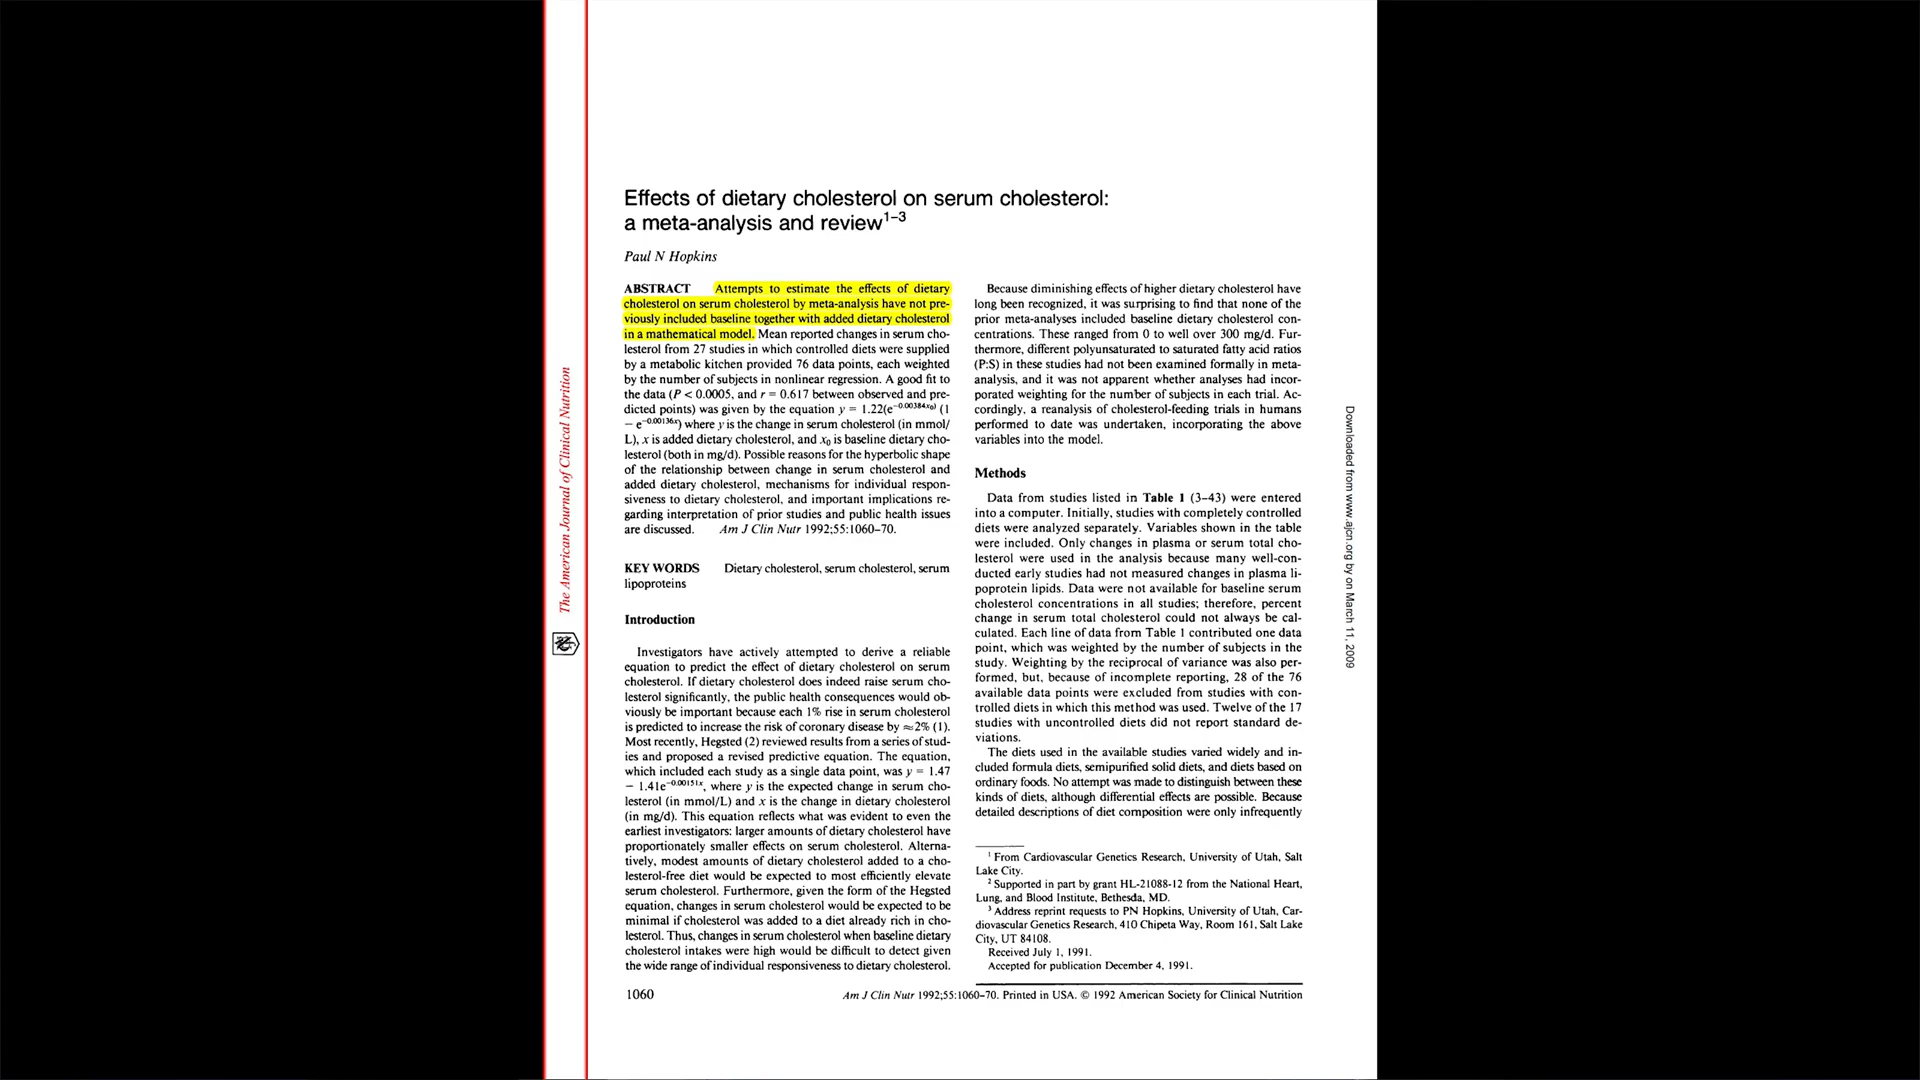 The American Journal of Clinical Nutrition
Effects of dietary cholesterol on serum cholesterol:
a meta-analysis and review1–3
Paul N Hopkins
ABSTRACT Attempts to estimate the effects of dietary
cholesterol on serum cholesterol by meta-analysis have not pre-
viously included baseline together with added dietary cholesterol
in a mathematical model. Mean reported changes in serum cho-
lesterol from 27 studies in which controlled diets were supplied
by a metabolic kitchen provided 76 data points, each weighted
by the number of subjects in nonlinear regression. A good fit to
the data (P < 0.0005, and r = 0.617 between observed and pre-
dicted points) was given by the equation y = 1.22(e−0.00384x0) (1
− e−0.00136x) where y is the change in serum cholesterol (in mmol/
L), x is added dietary cholesterol, and x0 is baseline dietary cho-
lesterol (both in mg/d). Possible reasons for the hyperbolic shape
of the relationship between change in serum cholesterol and
added dietary cholesterol, mechanisms for individual respon-
siveness to dietary cholesterol, and important implications re-
garding interpretation of prior studies and public health issues
are discussed. Am J Clin Nutr 1992;55:1060–70.
KEY WORDS Dietary cholesterol, serum cholesterol, serum
lipoproteins
Introduction
Investigators have actively attempted to derive a reliable
equation to predict the effect of dietary cholesterol on serum
cholesterol. If dietary cholesterol does indeed raise serum cho-
lesterol significantly, the public health consequences would ob-
viously be important because each 1% rise in serum cholesterol
is predicted to increase the risk of coronary disease by ≈2% (1).
Most recently, Hegsted (2) reviewed results from a series of stud-
ies and proposed a revised predictive equation. The equation,
which included each study as a single data point, was y = 1.47
− 1.41e−0.00151x, where y is the expected change in serum cho-
lesterol (in mmol/L) and x is the change in dietary cholesterol
(in mg/d). This equation reflects what was evident to even the
earliest investigators: larger amounts of dietary cholesterol have
proportionately smaller effects on serum cholesterol. Alterna-
tively, modest amounts of dietary cholesterol added to a cho-
lesterol-free diet would be expected to most efficiently elevate
serum cholesterol. Furthermore, given the form of the Hegsted
equation, changes in serum cholesterol would be expected to be
minimal if cholesterol was added to a diet already rich in cho-
lesterol. Thus, changes in serum cholesterol when baseline dietary
cholesterol intakes were high would be difficult to detect given
the wide range of individual responsiveness to dietary cholesterol.
Because diminishing effects of higher dietary cholesterol have
long been recognized, it was surprising to find that none of the
prior meta-analyses included baseline dietary cholesterol con-
centrations. These ranged from 0 to well over 300 mg/d. Fur-
thermore, different polyunsaturated to saturated fatty acid ratios
(P:S) in these studies had not been examined formally in meta-
analysis, and it was not apparent whether analyses had incor-
porated weighting for the number of subjects in each trial. Ac-
cordingly, a reanalysis of cholesterol-feeding trials in humans
performed to date was undertaken, incorporating the above
variables into the model.
Methods
Data from studies listed in Table 1 (3–43) were entered
into a computer. Initially, studies with completely controlled
diets were analyzed separately. Variables shown in the table
were included. Only changes in plasma or serum total cho-
lesterol were used in the analysis because many well-con-
ducted early studies had not measured changes in plasma li-
poprotein lipids. Data were not available for baseline serum
cholesterol concentrations in all studies; therefore, percent
change in serum total cholesterol could not always be cal-
culated. Each line of data from Table 1 contributed one data
point, which was weighted by the number of subjects in the
study. Weighting by the reciprocal of variance was also per-
formed, but, because of incomplete reporting, 28 of the 76
available data points were excluded from studies with con-
trolled diets in which this method was used. Twelve of the 17
studies with uncontrolled diets did not report standard de-
viations.
The diets used in the available studies varied widely and in-
cluded formula diets, semipurified solid diets, and diets based on
ordinary foods. No attempt was made to distinguish between these
kinds of diets, although differential effects are possible. Because
detailed descriptions of diet composition were only infrequently
1 From Cardiovascular Genetics Research, University of Utah, Salt
Lake City.
2 Supported in part by grant HL-21088-12 from the National Heart,
Lung, and Blood Institute, Bethesda, MD.
3 Address reprint requests to PN Hopkins, University of Utah, Car-
diovascular Genetics Research, 410 Chipeta Way, Room 161, Salt Lake
City, UT 84108.
Received July 1, 1991.
Accepted for publication December 4, 1991.
1060
Am J Clin Nutr 1992;55:1060–70. Printed in USA. © 1992 American Society for Clinical Nutrition
Downloaded from www.ajcn.org by on March 11, 2009